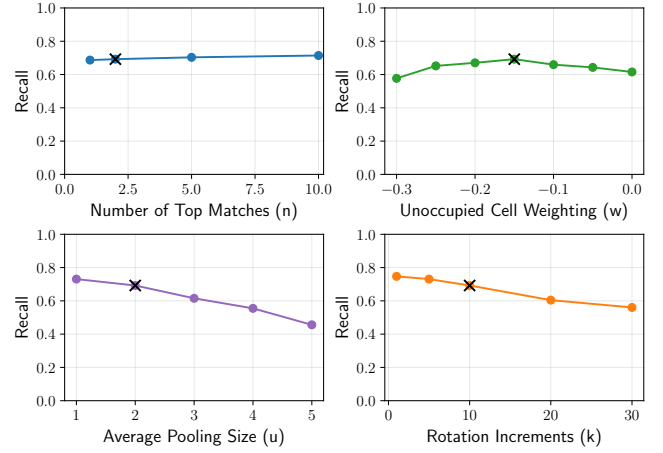 1.0
0.8
0.6
0.4
0.2
0.0
Recall
0.0 2.5 5.0 7.5 10.0
Number of Top Matches (n)
1.0
0.8
0.6
0.4
0.2
0.0
Recall
−0.3 −0.2 −0.1 0.0
Unoccupied Cell Weighting (w)
1.0
0.8
0.6
0.4
0.2
0.0
Recall
1 2 3 4 5
Average Pooling Size (u)
1.0
0.8
0.6
0.4
0.2
0.0
Recall
0 10 20 30
Rotation Increments (k)